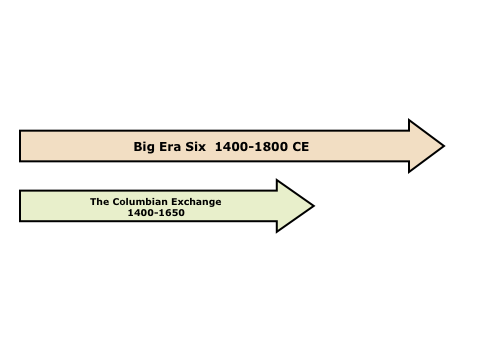 Big Era Six  1400-1800 CE
The Columbian Exchange
1400-1650